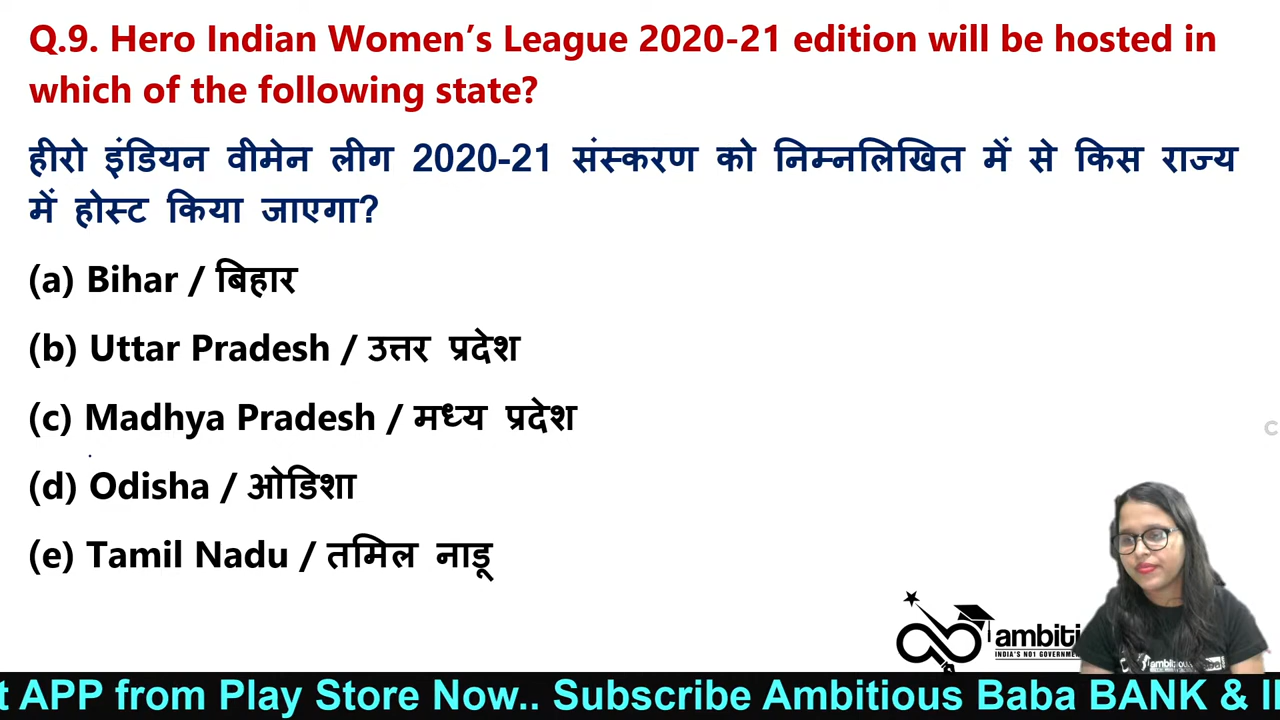 Q.9. Hero Indian Women’s League 2020-21 edition will be hosted in
which of the following state?
हीरो इंडियन वीमेन लीग 2020-21 संस्करण को निम्नलिखित में से किस राज्य
में होस्ट किया जाएगा?
(a) Bihar / बिहार
(b) Uttar Pradesh / उत्तर प्रदेश
(c) Madhya Pradesh / मध्य प्रदेश
(d) Odisha / ओडिशा
(e) Tamil Nadu / तमिल नाडू
INDIA'S NO1
APP from Play Store Now.. Subscribe Ambitious Baba BANK &